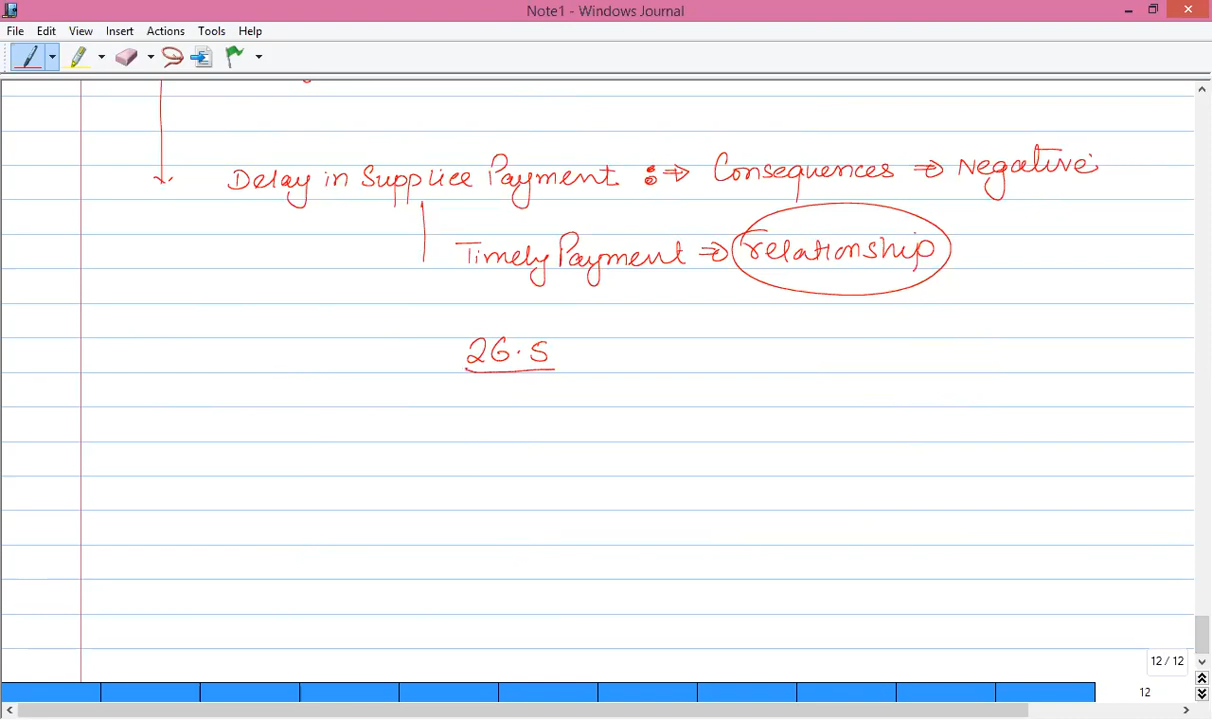 Note1 - Windows Journal
File Edit View Insert Actions Tools Help
Delay in Supplice Payment :⇒ Consequences ⇒ Negative
Timely Payment ⇒ relationship
26.5
12 / 12
12